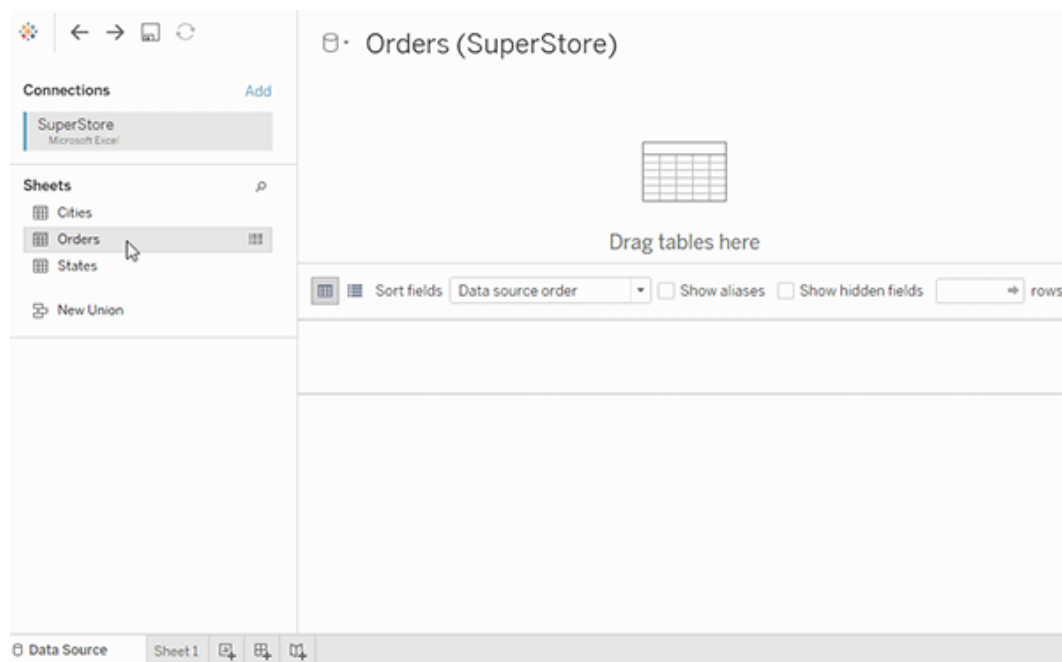 Orders (SuperStore)
Connections Add
SuperStore
Microsoft Excel
Sheets
Cities
Orders
States
New Union
Drag tables here
Sort fields Data source order Show aliases Show hidden fields rows
Data Source Sheet 1